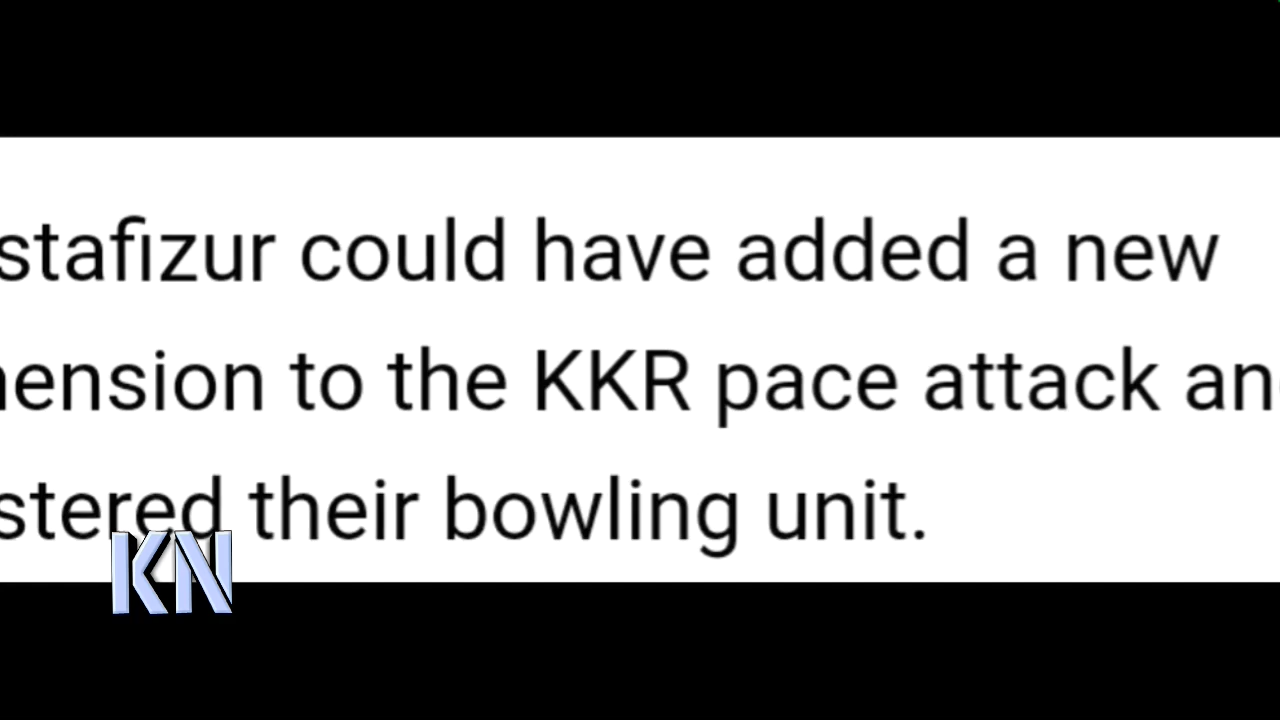 stafizur could have added a new
ension to the KKR pace attack an
stered their bowling unit.
KN